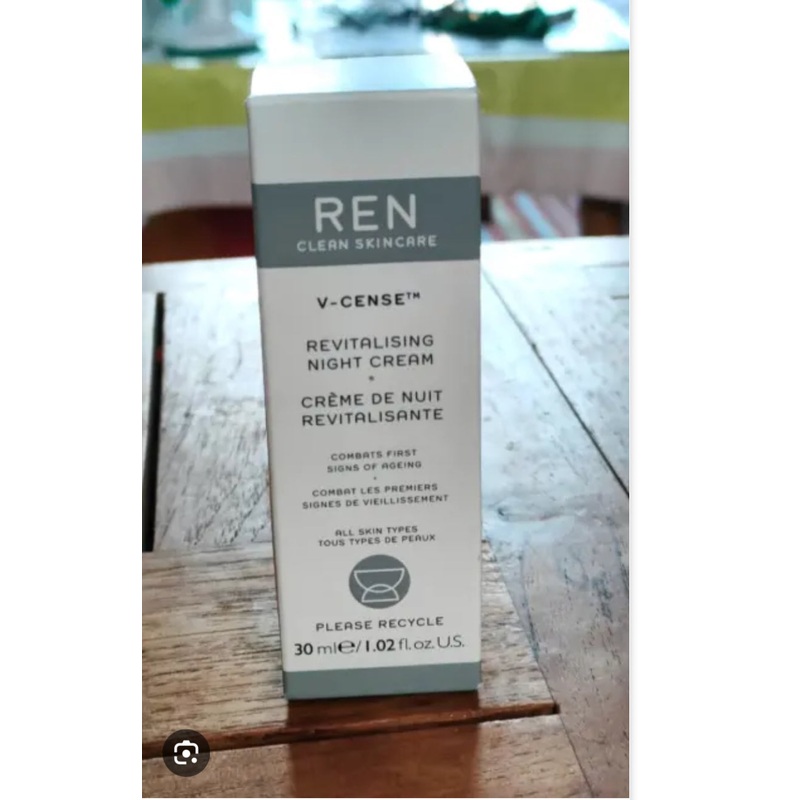 REN
CLEAN SKINCARE
V-CENSE™
REVITALISING
NIGHT CREAM
*
CRÈME DE NUIT
REVITALISANTE
COMBATS FIRST
SIGNS OF AGEING
*
COMBAT LES PREMIERS
SIGNES DE VIEILLISSEMENT
ALL SKIN TYPES
TOUS TYPES DE PEAUX
PLEASE RECYCLE
30 ml℮/1.02 fl.oz.U.S.